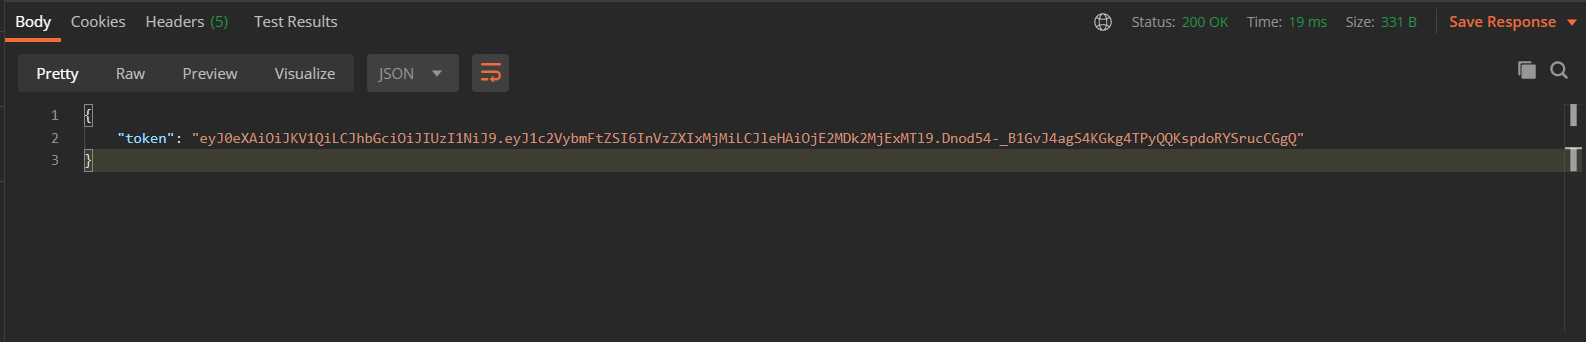 Body Cookies Headers (5) Test Results Status: 200 OK Time: 19 ms Size: 331 B Save Response
Pretty Raw Preview Visualize JSON
1 {
2 "token": "eyJ0eXAiOiJKV1QiLCJhbGciOiJIUzI1NiJ9.eyJ1c2VybmFtZSI6InVzZXIxMjMiLCJleHAiOjE2MDk2MjExMTl9.Dnod54-_B1GvJ4agS4KGkg4TPyQQKspdoRYSrucCGgQ"
3 }